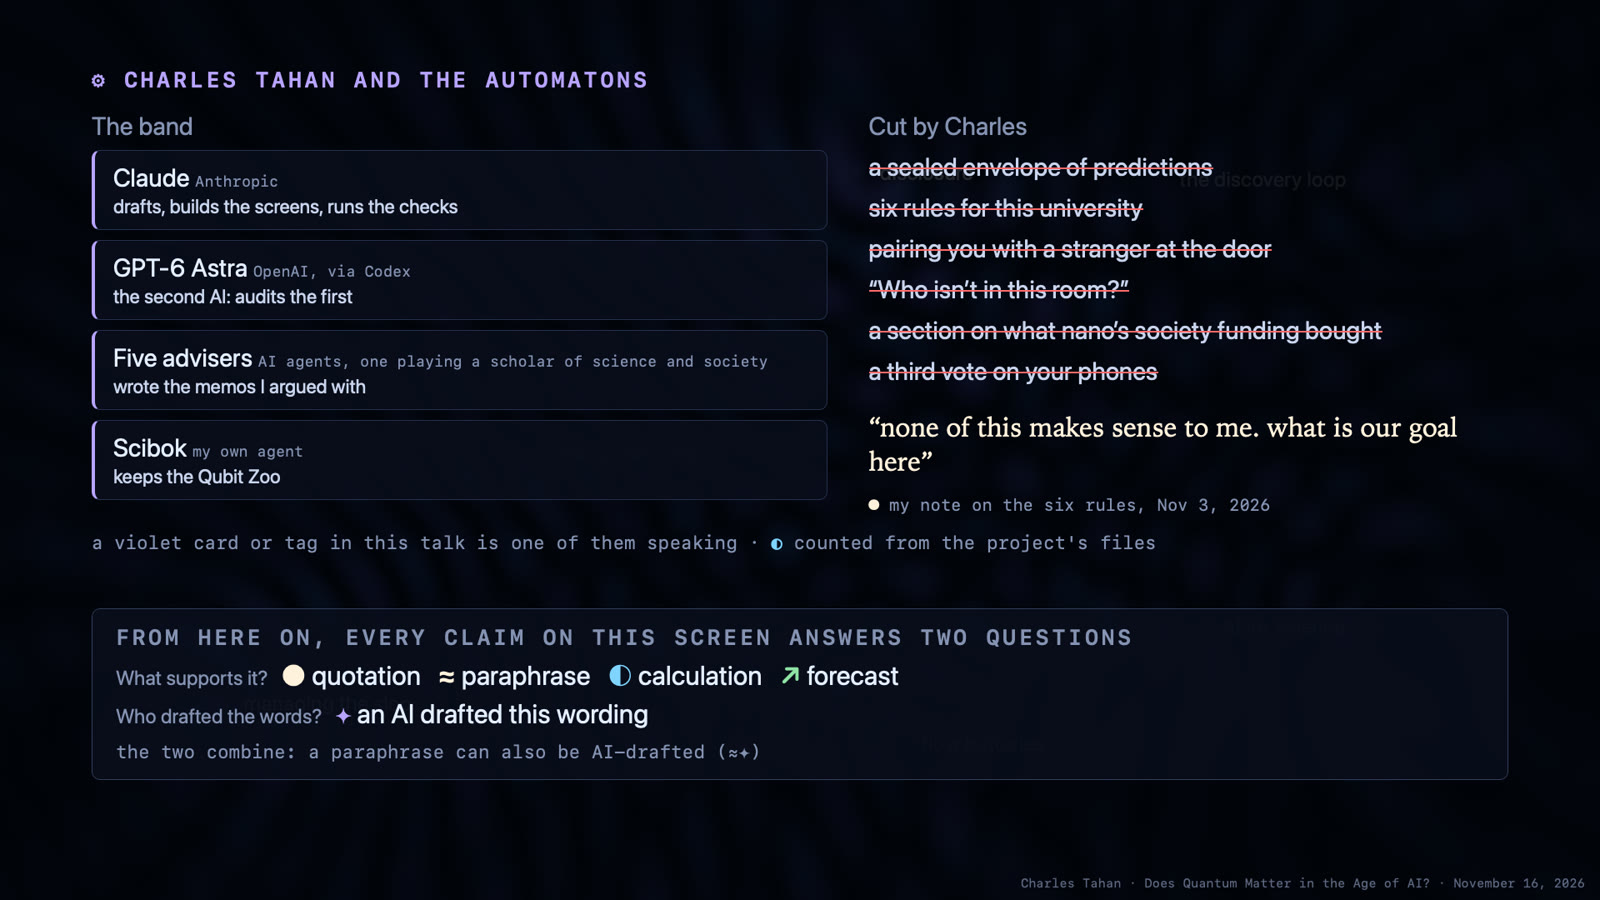 ⚙ CHARLES TAHAN AND THE AUTOMATONS
The band
Claude Anthropic
drafts, builds the screens, runs the checks
GPT-6 Astra OpenAI, via Codex
the second AI: audits the first
Five advisers AI agents, one playing a scholar of science and society
wrote the memos I argued with
Scibok my own agent
keeps the Qubit Zoo
Cut by Charles
a sealed envelope of predictions
the discovery loop
six rules for this university
pairing you with a stranger at the door
“Who isn’t in this room?”
a section on what nano’s society funding bought
a third vote on your phones
“none of this makes sense to me. what is our goal
here”
● my note on the six rules, Nov 3, 2026
a violet card or tag in this talk is one of them speaking · ◐ counted from the project's files
FROM HERE ON, EVERY CLAIM ON THIS SCREEN ANSWERS TWO QUESTIONS
What supports it? ● quotation ≈ paraphrase ◐ calculation ↗ forecast
Who drafted the words? ✦ an AI drafted this wording
the two combine: a paraphrase can also be AI–drafted (≈✦)
Charles Tahan · Does Quantum Matter in the Age of AI? · November 16, 2026